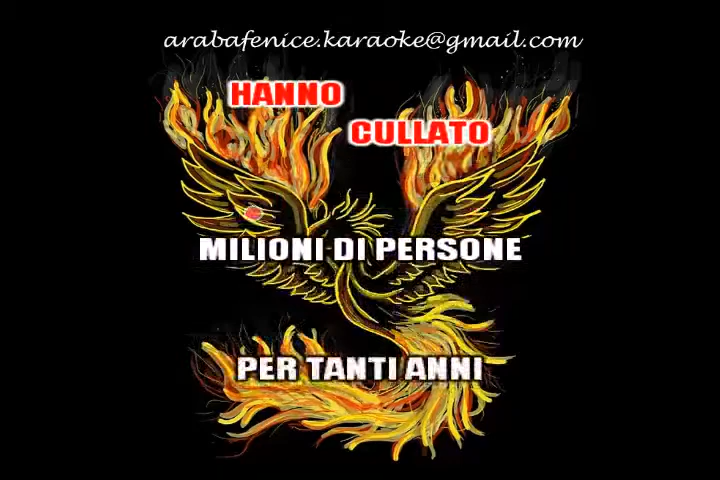 arabafenice.karaoke@gmail.com
HANNO
CULLATO
MILIONI DI PERSONE
PER TANTI ANNI